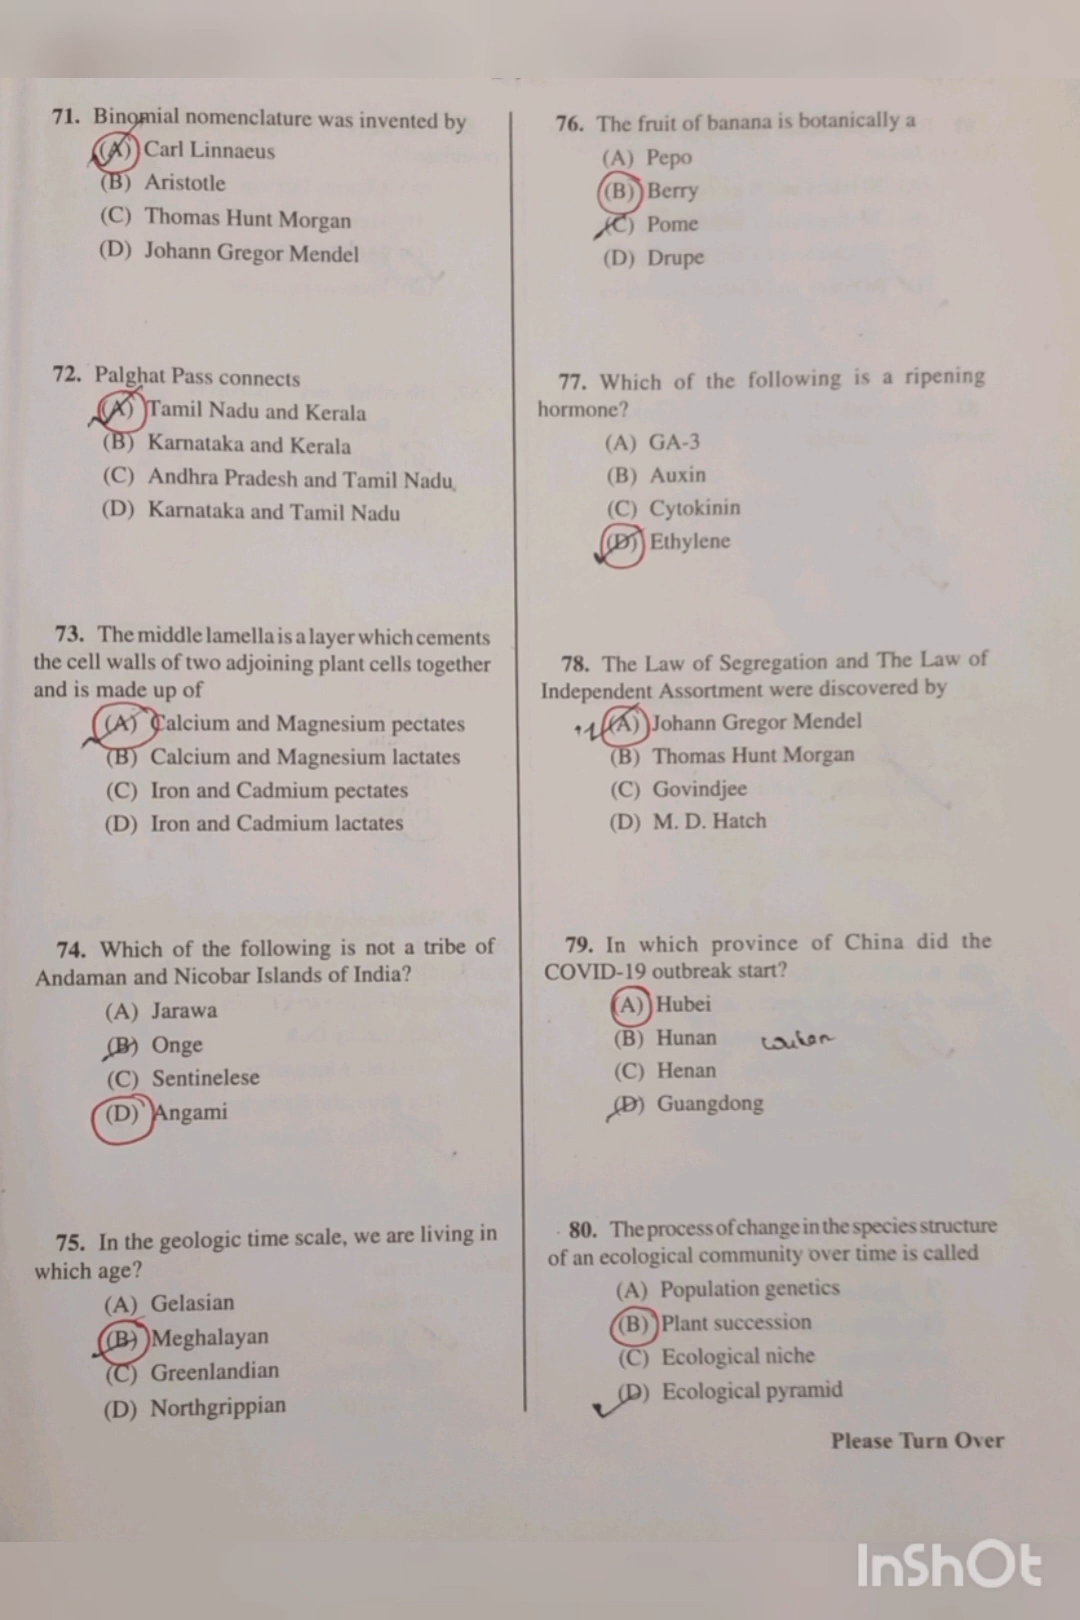 71. Binomial nomenclature was invented by
(A) Carl Linnaeus
(B) Aristotle
(C) Thomas Hunt Morgan
(D) Johann Gregor Mendel
72. Palghat Pass connects
(A) Tamil Nadu and Kerala
(B) Karnataka and Kerala
(C) Andhra Pradesh and Tamil Nadu
(D) Karnataka and Tamil Nadu
73. The middle lamella is a layer which cements
the cell walls of two adjoining plant cells together
and is made up of
(A) Calcium and Magnesium pectates
(B) Calcium and Magnesium lactates
(C) Iron and Cadmium pectates
(D) Iron and Cadmium lactates
74. Which of the following is not a tribe of
Andaman and Nicobar Islands of India?
(A) Jarawa
(B) Onge
(C) Sentinelese
(D) Angami
75. In the geologic time scale, we are living in
which age?
(A) Gelasian
(B) Meghalayan
(C) Greenlandian
(D) Northgrippian
76. The fruit of banana is botanically a
(A) Pepo
(B) Berry
(C) Pome
(D) Drupe
77. Which of the following is a ripening
hormone?
(A) GA-3
(B) Auxin
(C) Cytokinin
(D) Ethylene
78. The Law of Segregation and The Law of
Independent Assortment were discovered by
(A) Johann Gregor Mendel
(B) Thomas Hunt Morgan
(C) Govindjee
(D) M. D. Hatch
79. In which province of China did the
COVID-19 outbreak start?
(A) Hubei
(B) Hunan
(C) Henan
(D) Guangdong
80. The process of change in the species structure
of an ecological community over time is called
(A) Population genetics
(B) Plant succession
(C) Ecological niche
(D) Ecological pyramid
Please Turn Over
InShOt